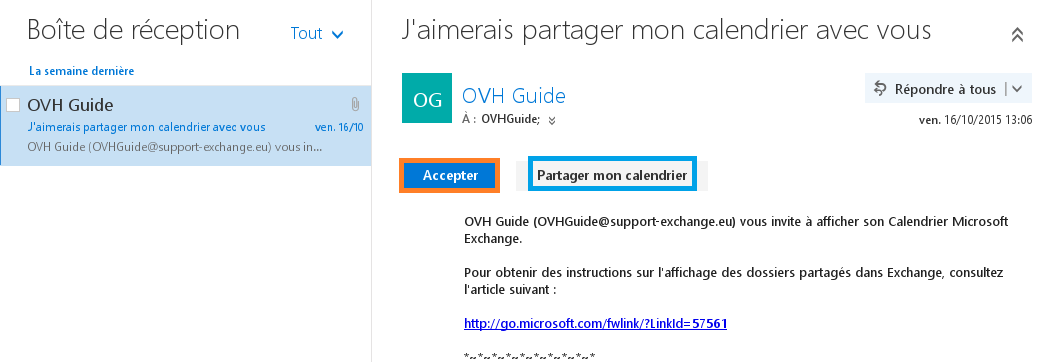 Boîte de réception
Tout
La semaine dernière
OVH Guide
J'aimerais partager mon calendrier avec vous
ven. 16/10
OVH Guide (OVHGuide@support-exchange.eu) vous in...
J'aimerais partager mon calendrier avec vous
OG
OVH Guide
À : OVHGuide;
Répondre à tous
ven. 16/10/2015 13:06
Accepter
Partager mon calendrier
OVH Guide (OVHGuide@support-exchange.eu) vous invite à afficher son Calendrier Microsoft
Exchange.
Pour obtenir des instructions sur l'affichage des dossiers partagés dans Exchange, consultez
l'article suivant :
http://go.microsoft.com/fwlink/?LinkId=57561
*~*~*~*~*~*~*~*~*~*